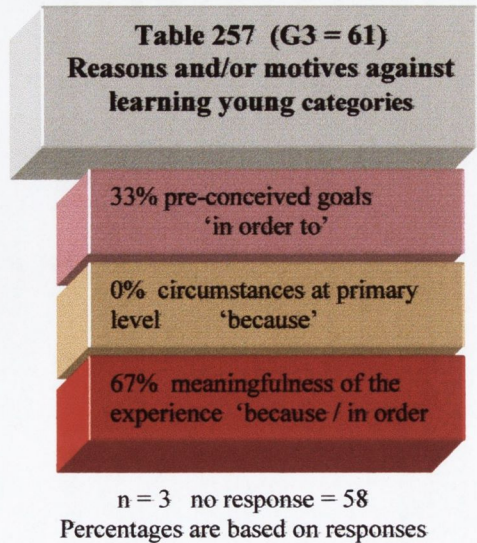 Table 257 (G3 = 61)
Reasons and/or motives against
learning young categories
33% pre-conceived goals
'in order to'
0% circumstances at primary
level 'because'
67% meaningfulness of the
experience 'because / in order
n = 3 no response = 58
Percentages are based on responses